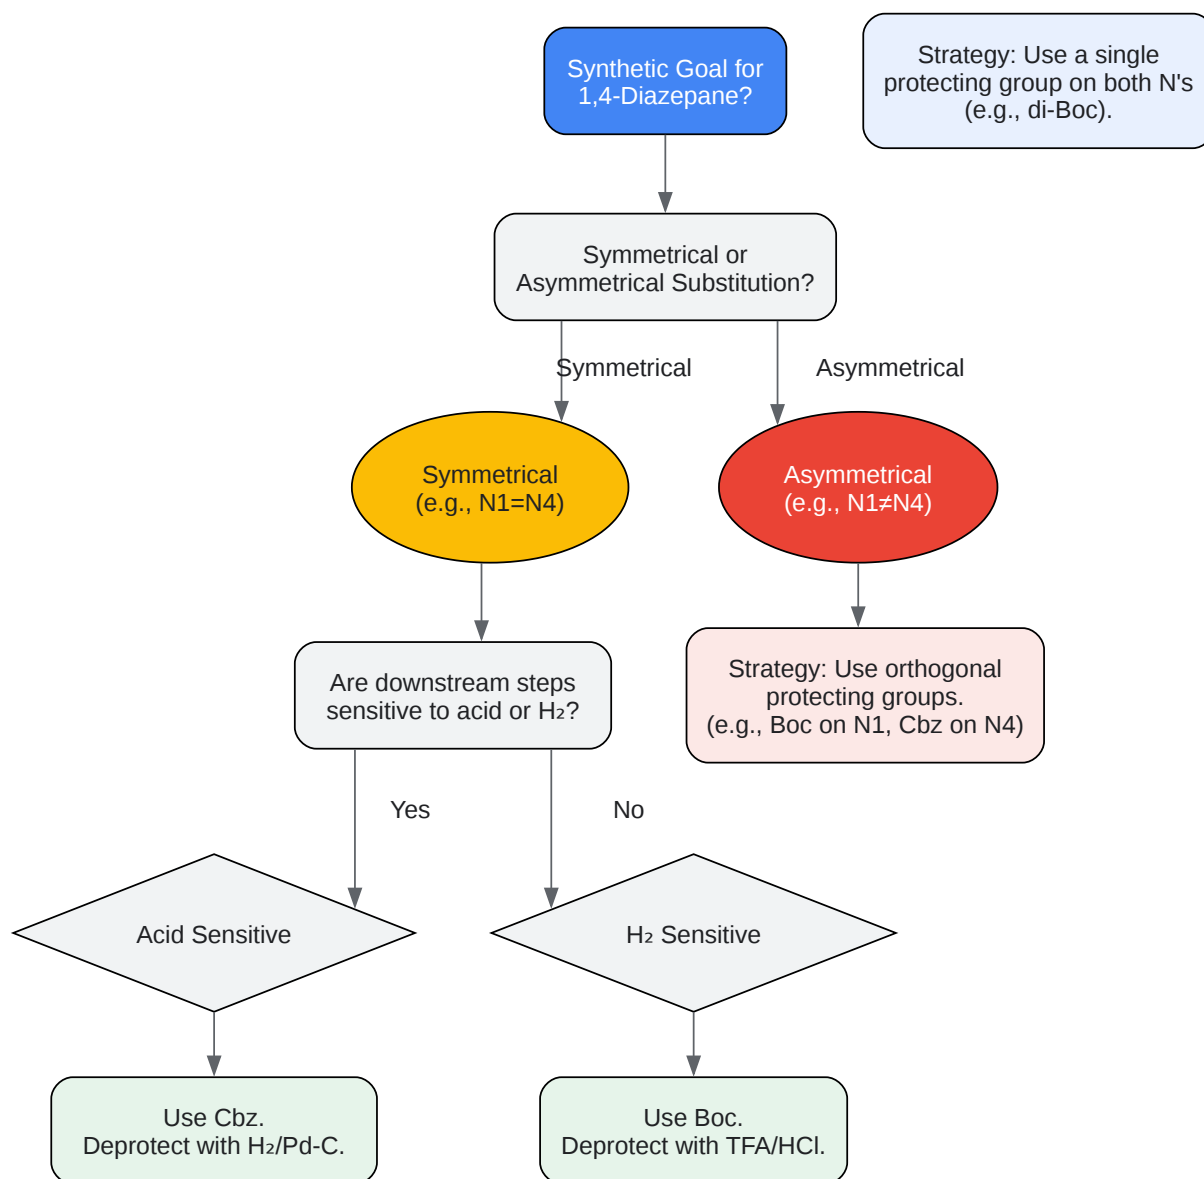 Synthetic Goal for
1,4-Diazepane?
Strategy: Use a single
protecting group on both N's
(e.g., di-Boc).
Symmetrical or
Asymmetrical Substitution?
Symmetrical
Asymmetrical
Symmetrical
(e.g., N1=N4)
Asymmetrical
(e.g., N1≠N4)
Are downstream steps
sensitive to acid or H₂?
Strategy: Use orthogonal
protecting groups.
(e.g., Boc on N1, Cbz on N4)
Yes
No
Acid Sensitive
H₂ Sensitive
Use Cbz.
Deprotect with H₂/Pd-C.
Use Boc.
Deprotect with TFA/HCl.